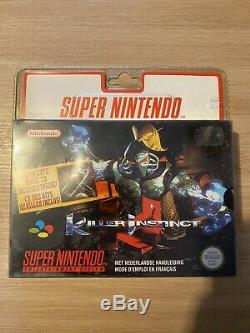 SUPER NINTENDO
Nintendo
KILLER INSTINCT
SUPER NINTENDO
ENTERTAINMENT SYSTEM
MET NEDERLANDSE HANDLEIDING
MODE D'EMPLOI EN FRANÇAIS